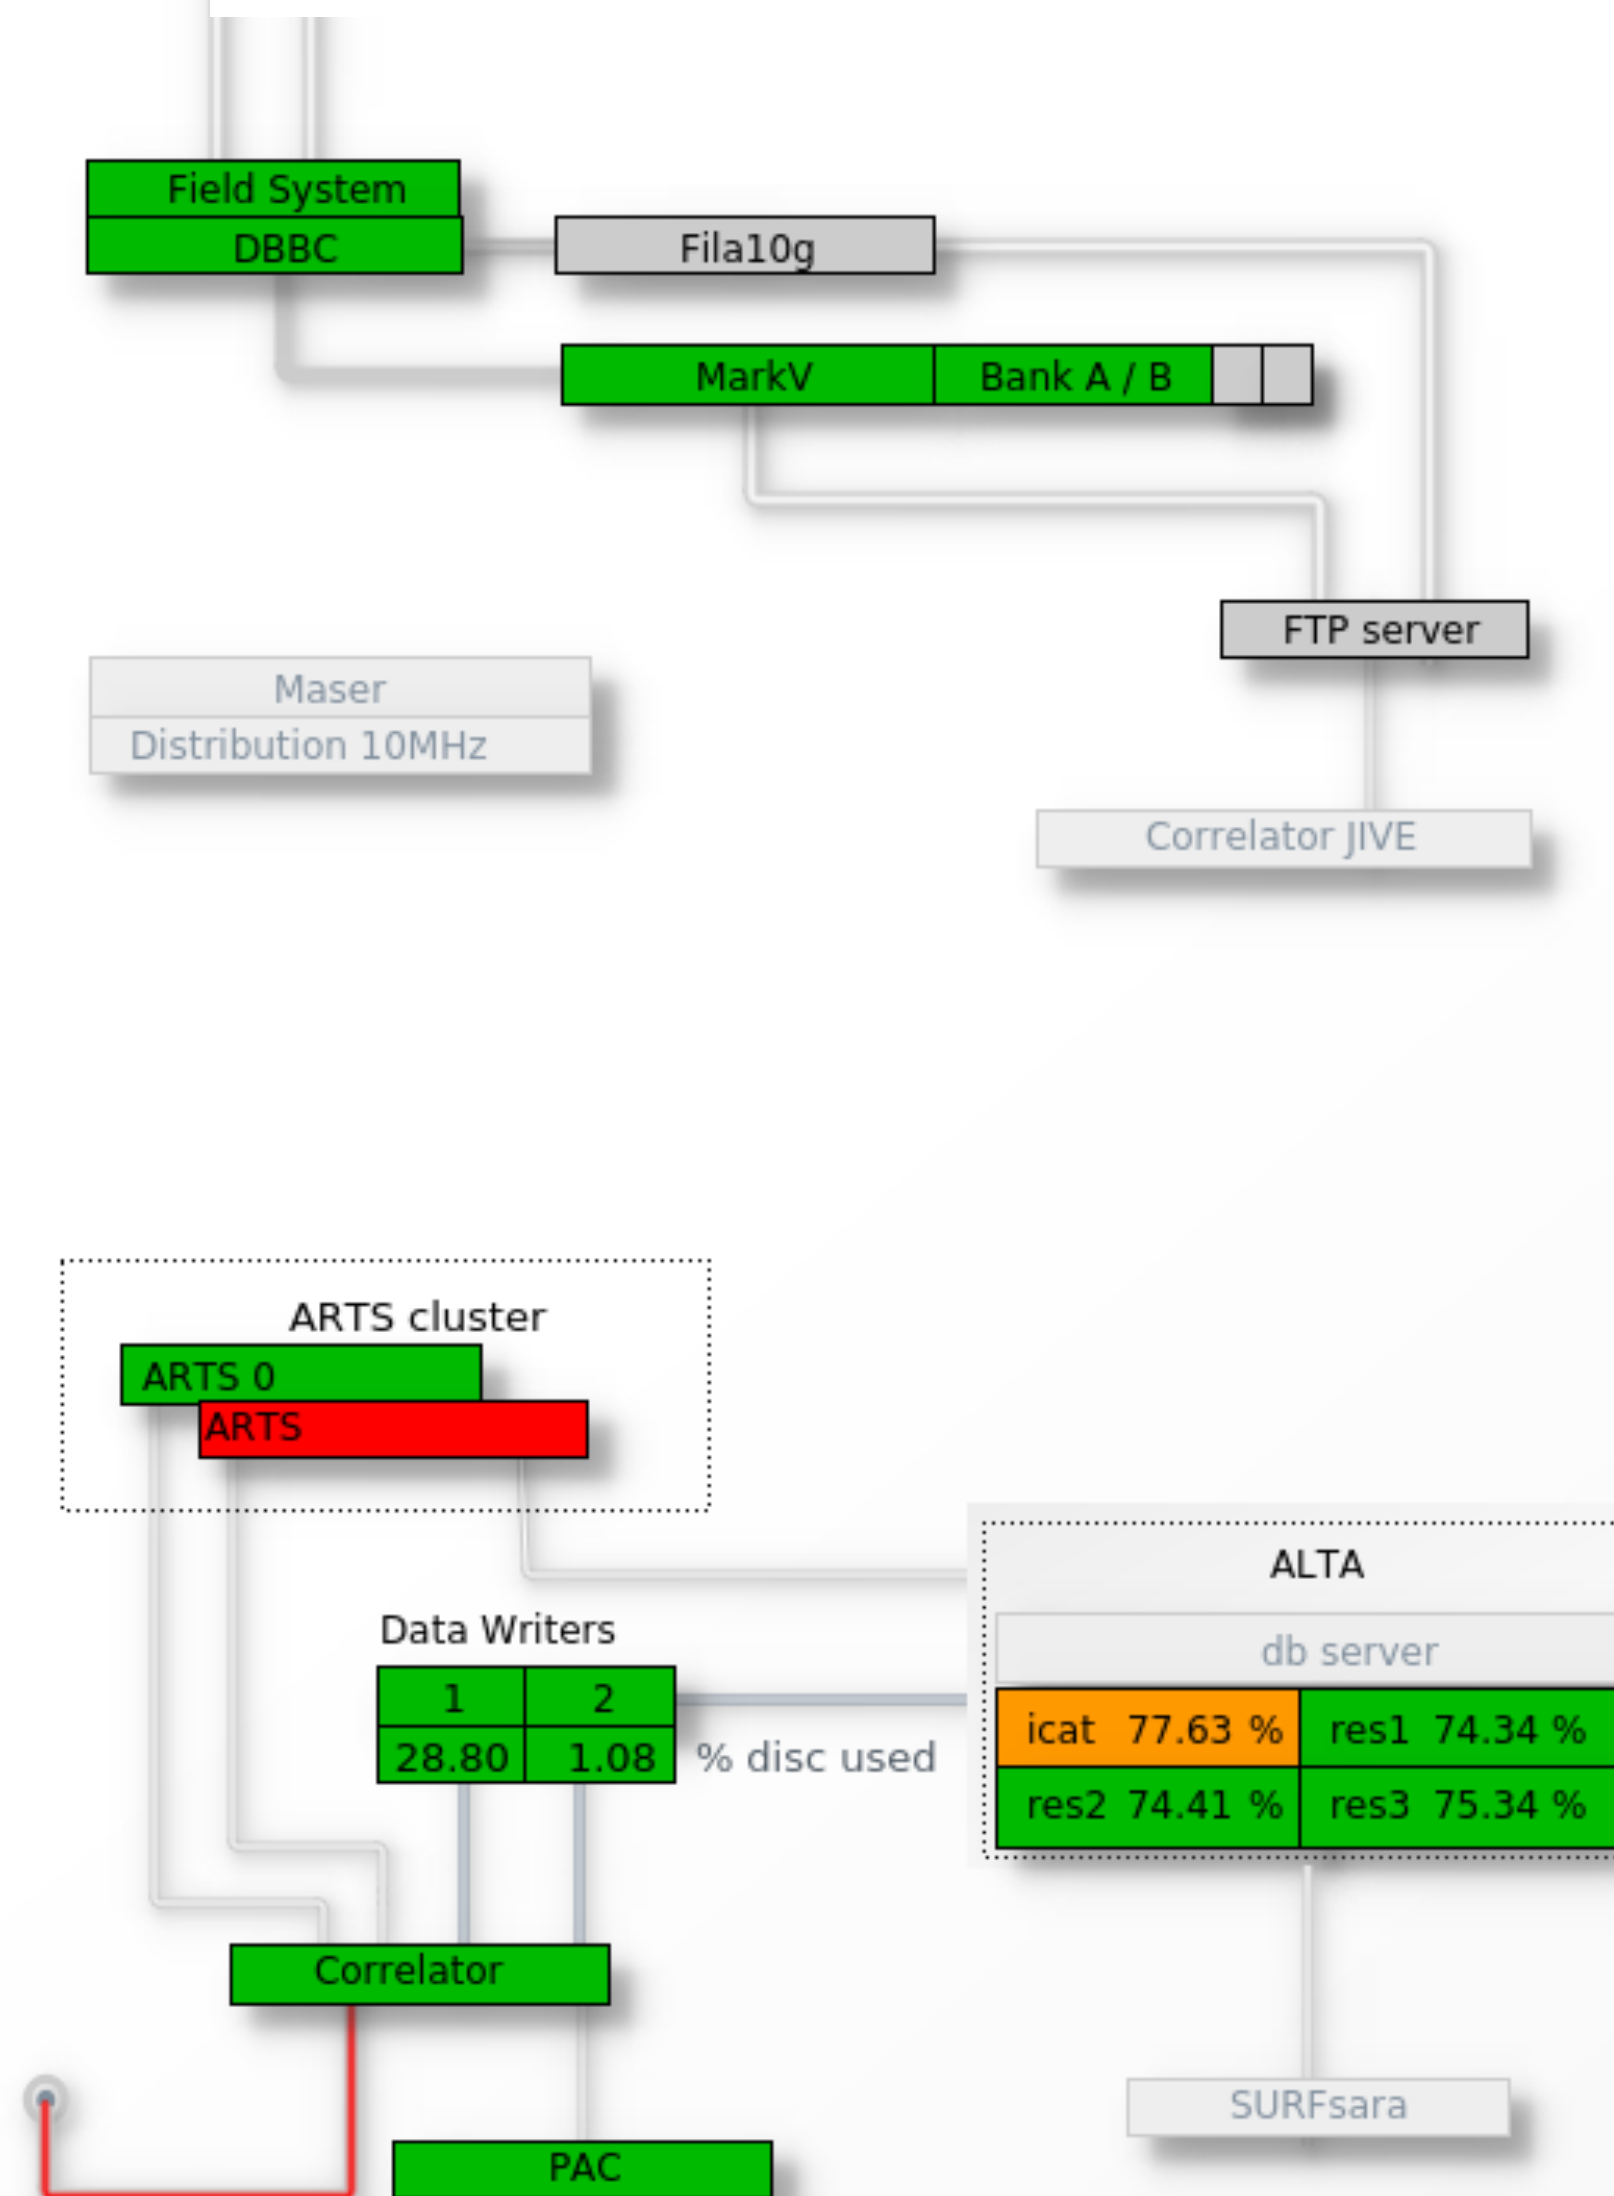 Field System
DBBC
Fila10g
MarkV Bank A / B
FTP server
Maser
Distribution 10MHz
Correlator JIVE
ARTS cluster
ARTS 0
ARTS
ALTA
Data Writers
db server
1 2
icat 77.63 % res1 74.34 %
28.80 1.08 % disc used
res2 74.41 % res3 75.34 %
Correlator
SURFsara
PAC